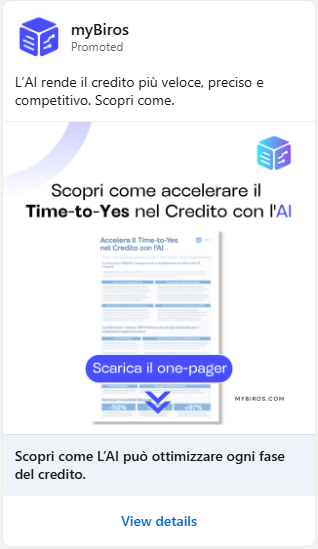 myBiros
Promoted
L'AI rende il credito più veloce, preciso e
competitivo. Scopri come.
Scopri come accelerare il
Time-to-Yes nel Credito con l'AI
Accelera il Time-to-Yes
nel Credito con l'AI
Scarica il one-pager
-50%
+97%
MYBIROS.COM
Scopri come L'AI può ottimizzare ogni fase
del credito.
View details